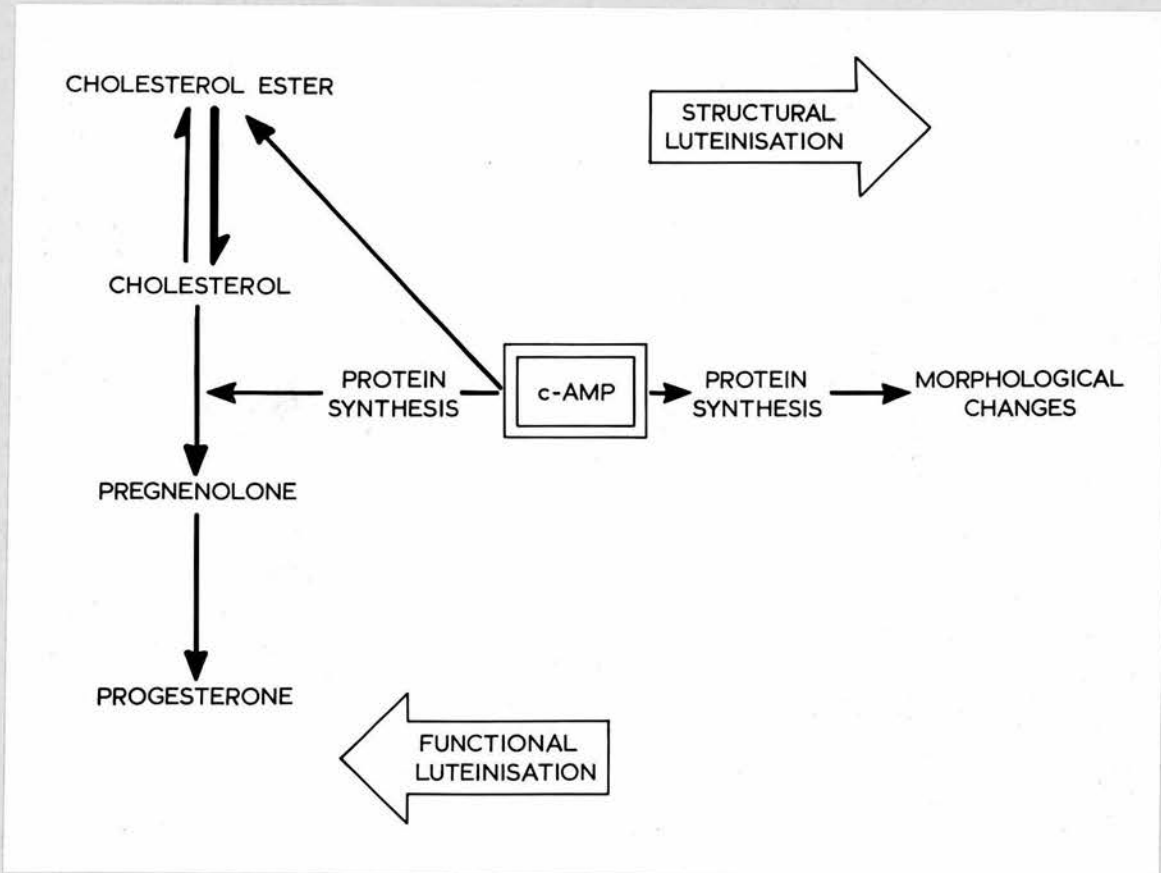 CHOLESTEROL ESTER
STRUCTURAL
LUTEINISATION
CHOLESTEROL
PROTEIN
SYNTHESIS
c-AMP
PROTEIN
SYNTHESIS
MORPHOLOGICAL
CHANGES
PREGNENOLONE
PROGESTERONE
FUNCTIONAL
LUTEINISATION